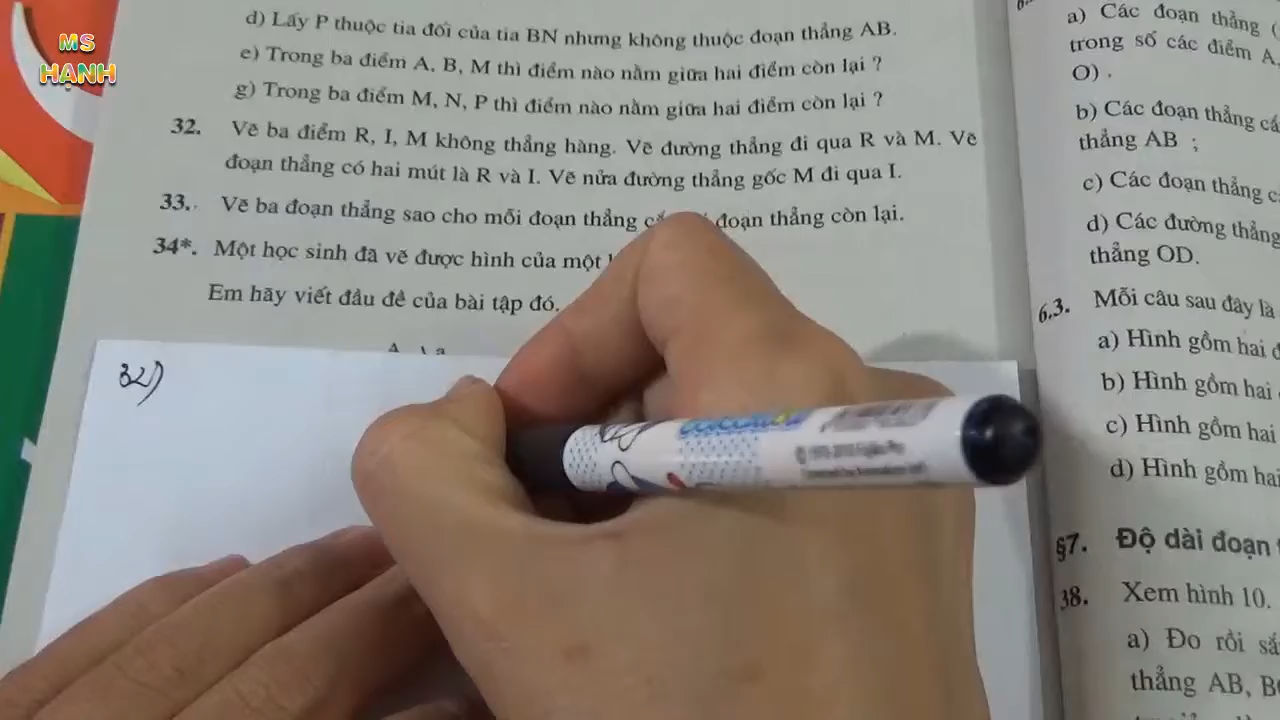 MS
HẠNH
d) Lấy P thuộc tia đối của tia BN nhưng không thuộc đoạn thẳng AB.
e) Trong ba điểm A, B, M thì điểm nào nằm giữa hai điểm còn lại ?
g) Trong ba điểm M, N, P thì điểm nào nằm giữa hai điểm còn lại ?
32. Vẽ ba điểm R, I, M không thẳng hàng. Vẽ đường thẳng đi qua R và M. Vẽ
đoạn thẳng có hai mút là R và I. Vẽ nửa đường thẳng gốc M đi qua I.
33. Vẽ ba đoạn thẳng sao cho mỗi đoạn thẳng đoạn thẳng còn lại.
34*. Một học sinh đã vẽ được hình của một
Em hãy viết đầu đề của bài tập đó.
A a
32)
a) Các đoạn thẳng (
trong số các điểm A,
O) .
b) Các đoạn thẳng
thẳng AB ;
c) Các đoạn thẳng
d) Các đường thẳng
thẳng OD.
6.3. Mỗi câu sau đây là
a) Hình gồm hai
b) Hình gồm hai
c) Hình gồm hai
d) Hình gồm hai
§7. Độ dài đoạn
38. Xem hình 10.
a) Đo rồi
thẳng AB,